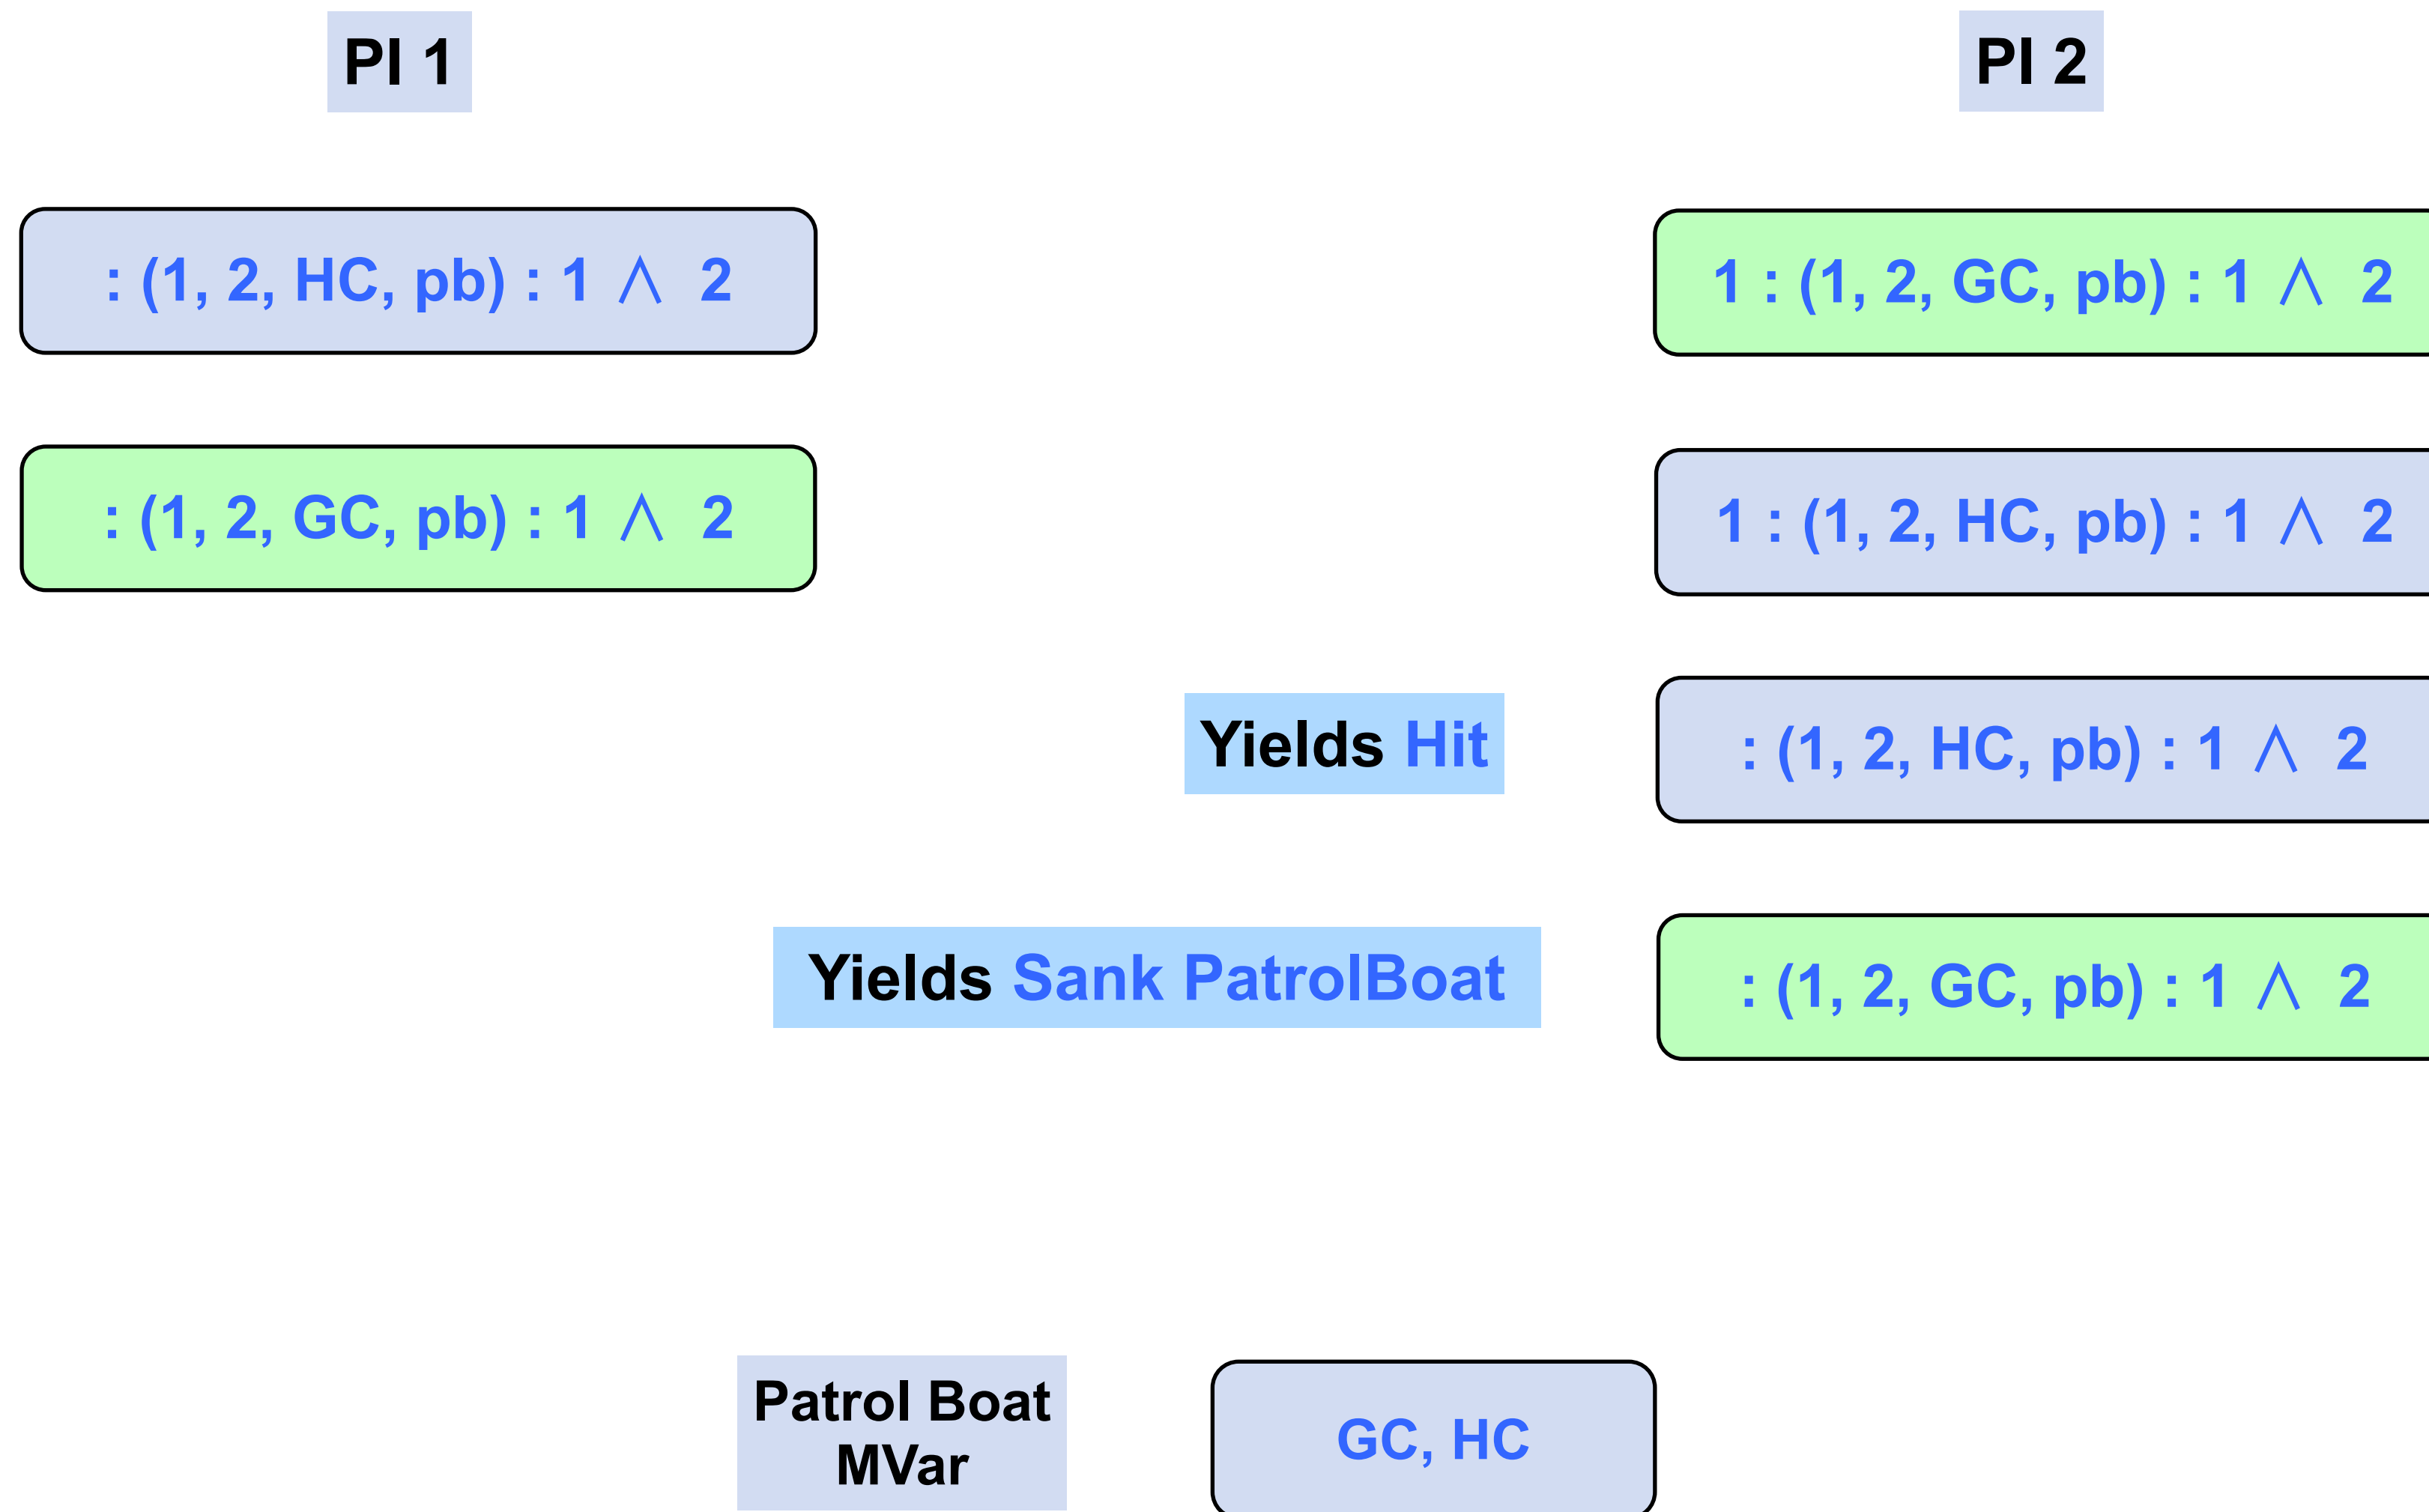 PI 1
PI 2
: (1, 2, HC, pb) : 1 ∧ 2
1 : (1, 2, GC, pb) : 1 ∧ 2
: (1, 2, GC, pb) : 1 ∧ 2
1 : (1, 2, HC, pb) : 1 ∧ 2
Yields Hit
: (1, 2, HC, pb) : 1 ∧ 2
Yields Sank PatrolBoat
: (1, 2, GC, pb) : 1 ∧ 2
Patrol Boat
MVar
GC, HC